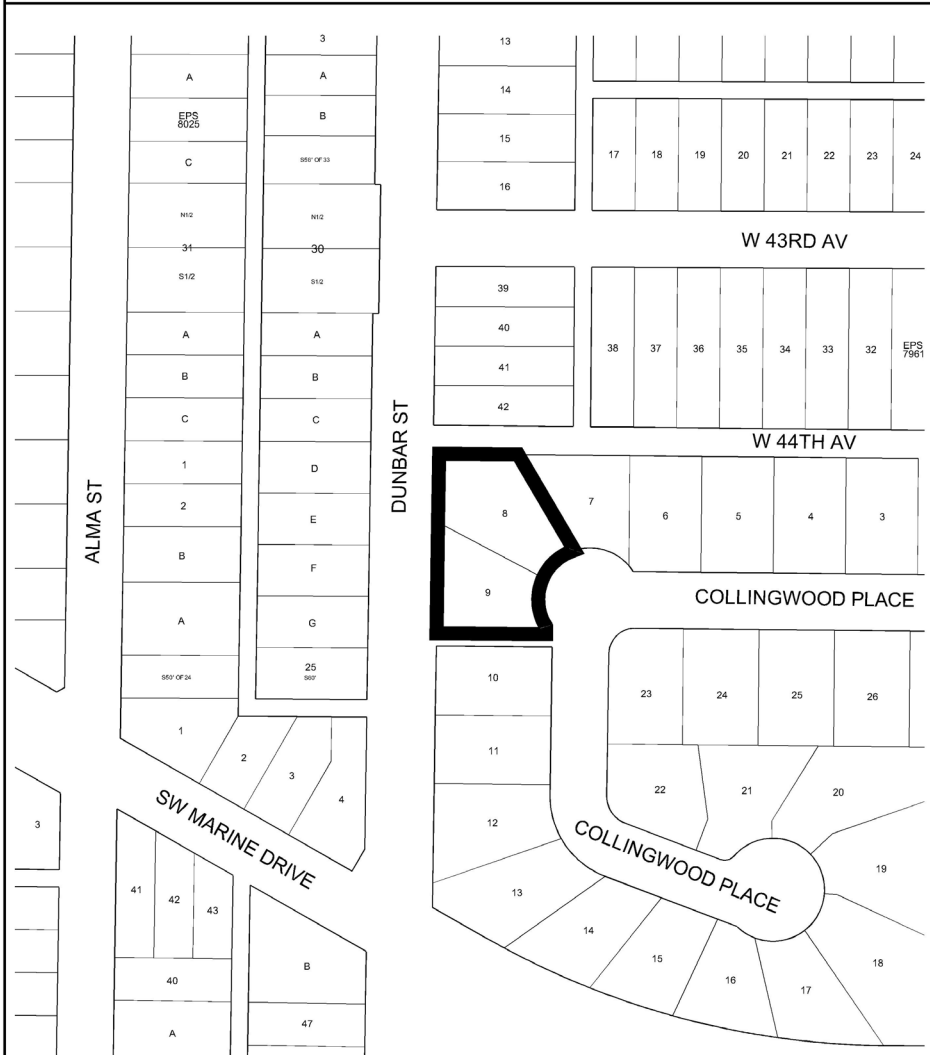 3
13
A
A
14
EPS
8025
B
15
C
S66' OF 33
17
18
19
20
21
22
23
24
16
N1/2
N1/2
W 43RD AV
31
30
S1/2
S1/2
39
40
A
A
38
37
36
35
34
33
32
EPS
7961
41
B
B
42
C
C
W 44TH AV
DUNBAR ST
1
D
ALMA ST
2
E
8
7
6
5
4
3
B
F
9
COLLINGWOOD PLACE
A
G
S50' OF 24
25
S60'
10
23
24
25
26
1
11
2
3
4
22
21
20
SW MARINE DRIVE
3
12
COLLINGWOOD PLACE
19
41
42
43
13
14
15
16
17
18
B
40
47
A